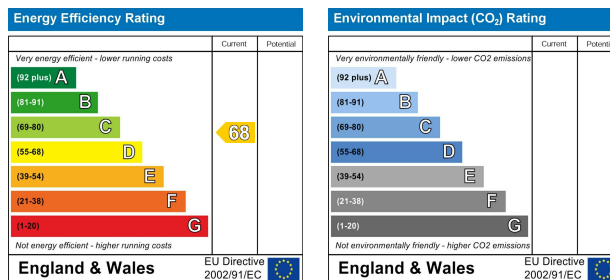 Energy Efficiency Rating
Current Potential
Very energy efficient - lower running costs
(92 plus) A
(81-91) B
(69-80) C
68
(55-68) D
(39-54) E
(21-38) F
(1-20) G
Not energy efficient - higher running costs
England & Wales
EU Directive
2002/91/EC
Environmental Impact (CO₂) Rating
Current Potential
Very environmentally friendly - lower CO2 emissions
(92 plus) A
(81-91) B
(69-80) C
(55-68) D
(39-54) E
(21-38) F
(1-20) G
Not environmentally friendly - higher CO2 emissions
England & Wales
EU Directive
2002/91/EC